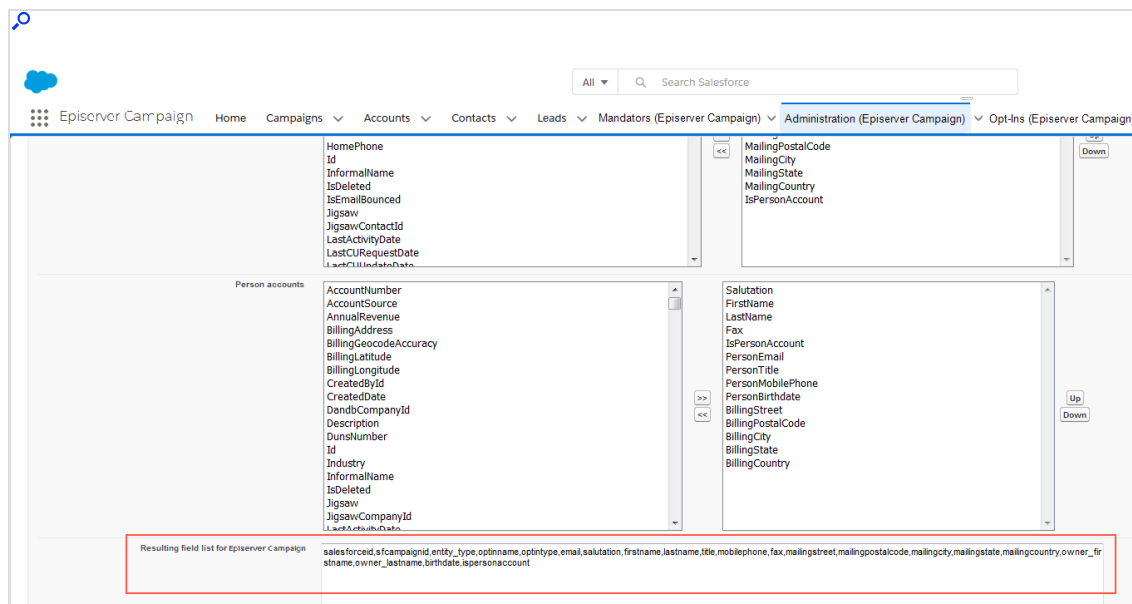 All
Search Salesforce
Episerver Campaign
Home
Campaigns
Accounts
Contacts
Leads
Mandators (Episerver Campaign)
Administration (Episerver Campaign)
Opt-Ins (Episerver Campaign)
HomePhone
Id
InformalName
IsDeleted
IsEmailBounced
Jigsaw
JigsawContactId
LastActivityDate
LastCURequestDate
LastCUUpdateDate
<<
MailingPostalCode
MailingCity
MailingState
MailingCountry
IsPersonAccount
Up
Down
Person accounts
AccountNumber
AccountSource
AnnualRevenue
BillingAddress
BillingGeocodeAccuracy
BillingLatitude
BillingLongitude
CreatedById
CreatedDate
DandbCompanyId
Description
DunsNumber
Id
Industry
InformalName
IsDeleted
Jigsaw
JigsawCompanyId
LastActivityDate
>>
<<
Salutation
FirstName
LastName
Fax
IsPersonAccount
PersonEmail
PersonTitle
PersonMobilePhone
PersonBirthdate
BillingStreet
BillingPostalCode
BillingCity
BillingState
BillingCountry
Up
Down
Resulting field list for Episerver Campaign
salesforceid,sfcampaignid,entity_type,optinname,optintype,email,salutation,firstname,lastname,title,mobilephone,fax,mailingstreet,mailingpostalcode,mailingcity,mailingstate,mailingcountry,owner_fir
stname,owner_lastname,birthdate,ispersonaccount